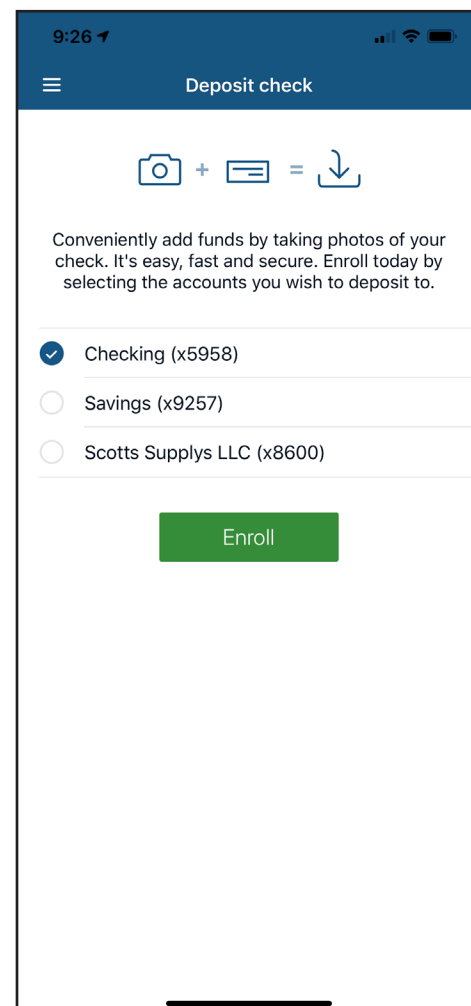 9:26
Deposit check
+ =
Conveniently add funds by taking photos of your
check. It's easy, fast and secure. Enroll today by
selecting the accounts you wish to deposit to.
Checking (x5958)
Savings (x9257)
Scotts Supplys LLC (x8600)
Enroll